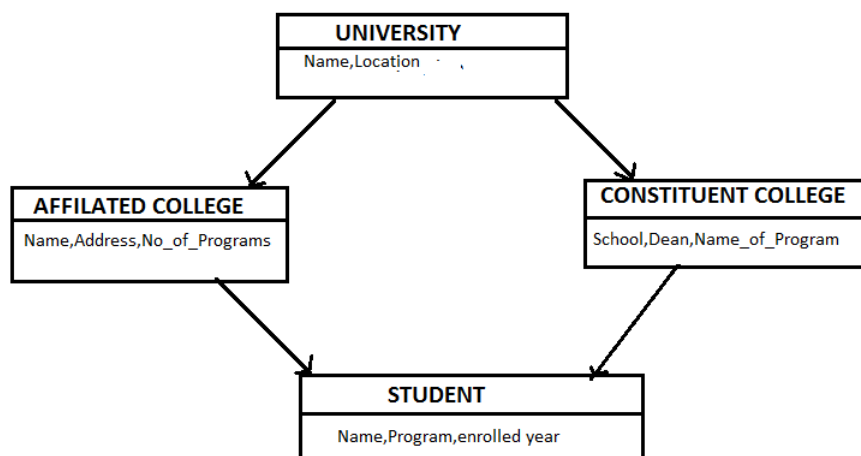 UNIVERSITY
Name,Location
AFFILATED COLLEGE
Name,Address,No_of_Programs
CONSTITUENT COLLEGE
School,Dean,Name_of_Program
STUDENT
Name,Program,enrolled year